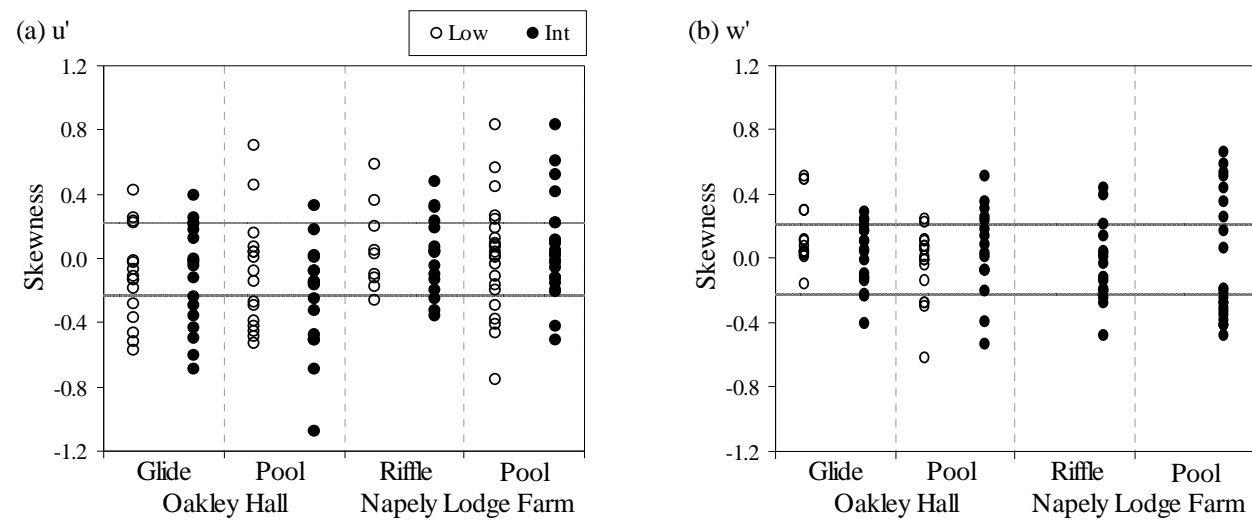 (a) u'
Low Int
1.2
0.8
0.4
0.0
-0.4
-0.8
-1.2
Skewness
Glide Pool Riffle Pool
Oakley Hall Napely Lodge Farm
(b) w'
1.2
0.8
0.4
0.0
-0.4
-0.8
-1.2
Skewness
Glide Pool Riffle Pool
Oakley Hall Napely Lodge Farm